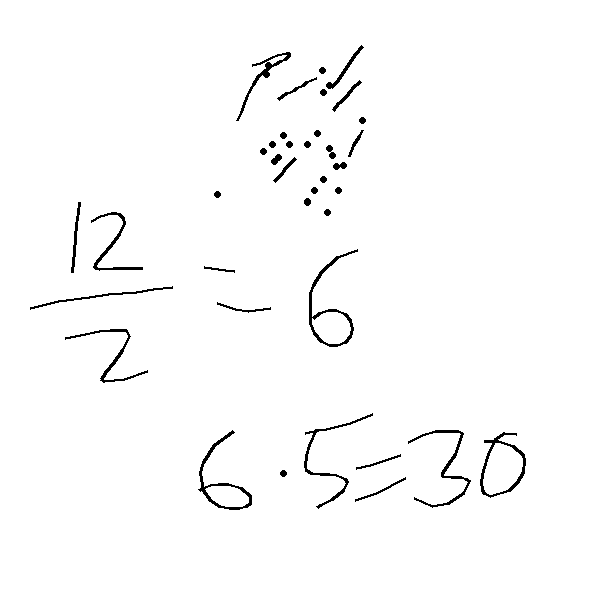 12/2 = 6
6 · 5 = 30